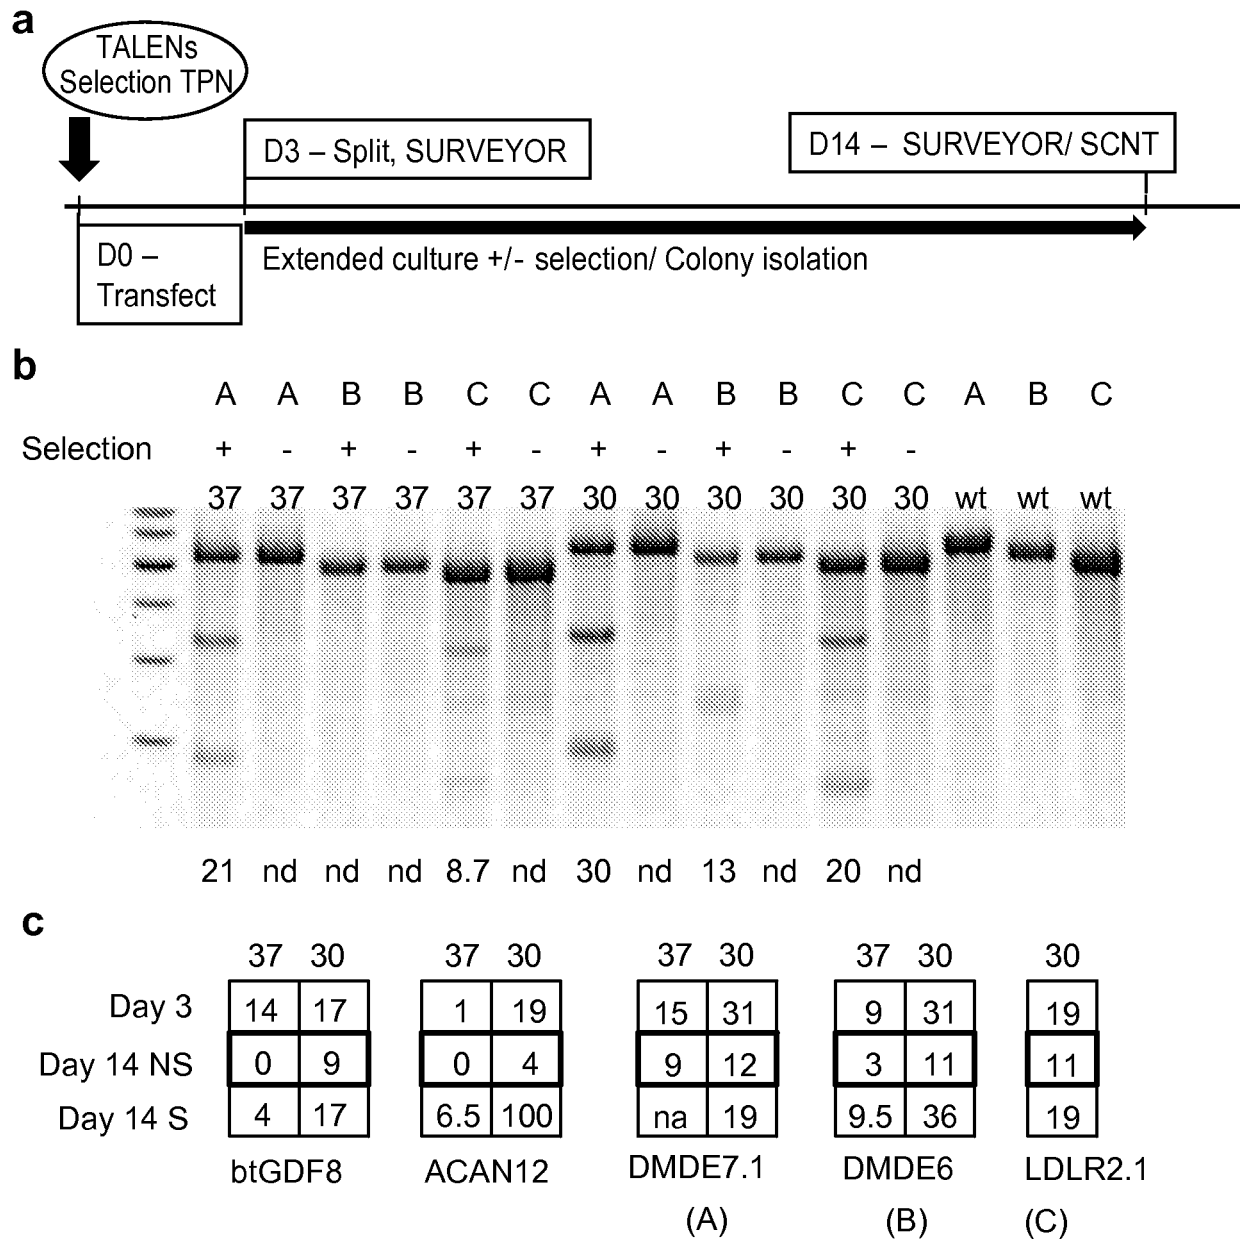 a
TALENs
Selection TPN
D3 – Split, SURVEYOR
D14 – SURVEYOR/ SCNT
D0 –
Transfect
Extended culture +/- selection/ Colony isolation
b
A A B B C C A A B B C C A B C
Selection + - + - + - + - + - + -
37 37 37 37 37 37 30 30 30 30 30 30 wt wt wt
21 nd nd nd 8.7 nd 30 nd 13 nd 20 nd
c
37 30 37 30 37 30 37 30 30
Day 3 14 17 1 19 15 31 9 31 19
Day 14 NS 0 9 0 4 9 12 3 11 11
Day 14 S 4 17 6.5 100 na 19 9.5 36 19
btGDF8 ACAN12 DMDE7.1 DMDE6 LDLR2.1
(A) (B) (C)